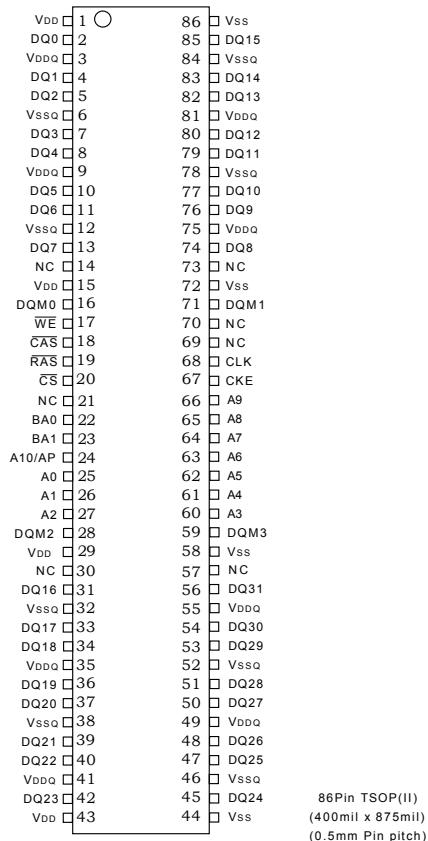 VDD 1 86 VSS
DQ0 2 85 DQ15
VDDQ 3 84 VSSQ
DQ1 4 83 DQ14
DQ2 5 82 DQ13
VSSQ 6 81 VDDQ
DQ3 7 80 DQ12
DQ4 8 79 DQ11
VDDQ 9 78 VSSQ
DQ5 10 77 DQ10
DQ6 11 76 DQ9
VSSQ 12 75 VDDQ
DQ7 13 74 DQ8
NC 14 73 NC
VDD 15 72 VSS
DQM0 16 71 DQM1
WE 17 70 NC
CAS 18 69 NC
RAS 19 68 CLK
CS 20 67 CKE
NC 21 66 A9
BA0 22 65 A8
BA1 23 64 A7
A10/AP 24 63 A6
A0 25 62 A5
A1 26 61 A4
A2 27 60 A3
DQM2 28 59 DQM3
VDD 29 58 VSS
NC 30 57 NC
DQ16 31 56 DQ31
VSSQ 32 55 VDDQ
DQ17 33 54 DQ30
DQ18 34 53 DQ29
VDDQ 35 52 VSSQ
DQ19 36 51 DQ28
DQ20 37 50 DQ27
VSSQ 38 49 VDDQ
DQ21 39 48 DQ26
DQ22 40 47 DQ25
VDDQ 41 46 VSSQ
DQ23 42 45 DQ24
VDD 43 44 VSS
86Pin TSOP(II)
(400mil x 875mil)
(0.5mm Pin pitch)